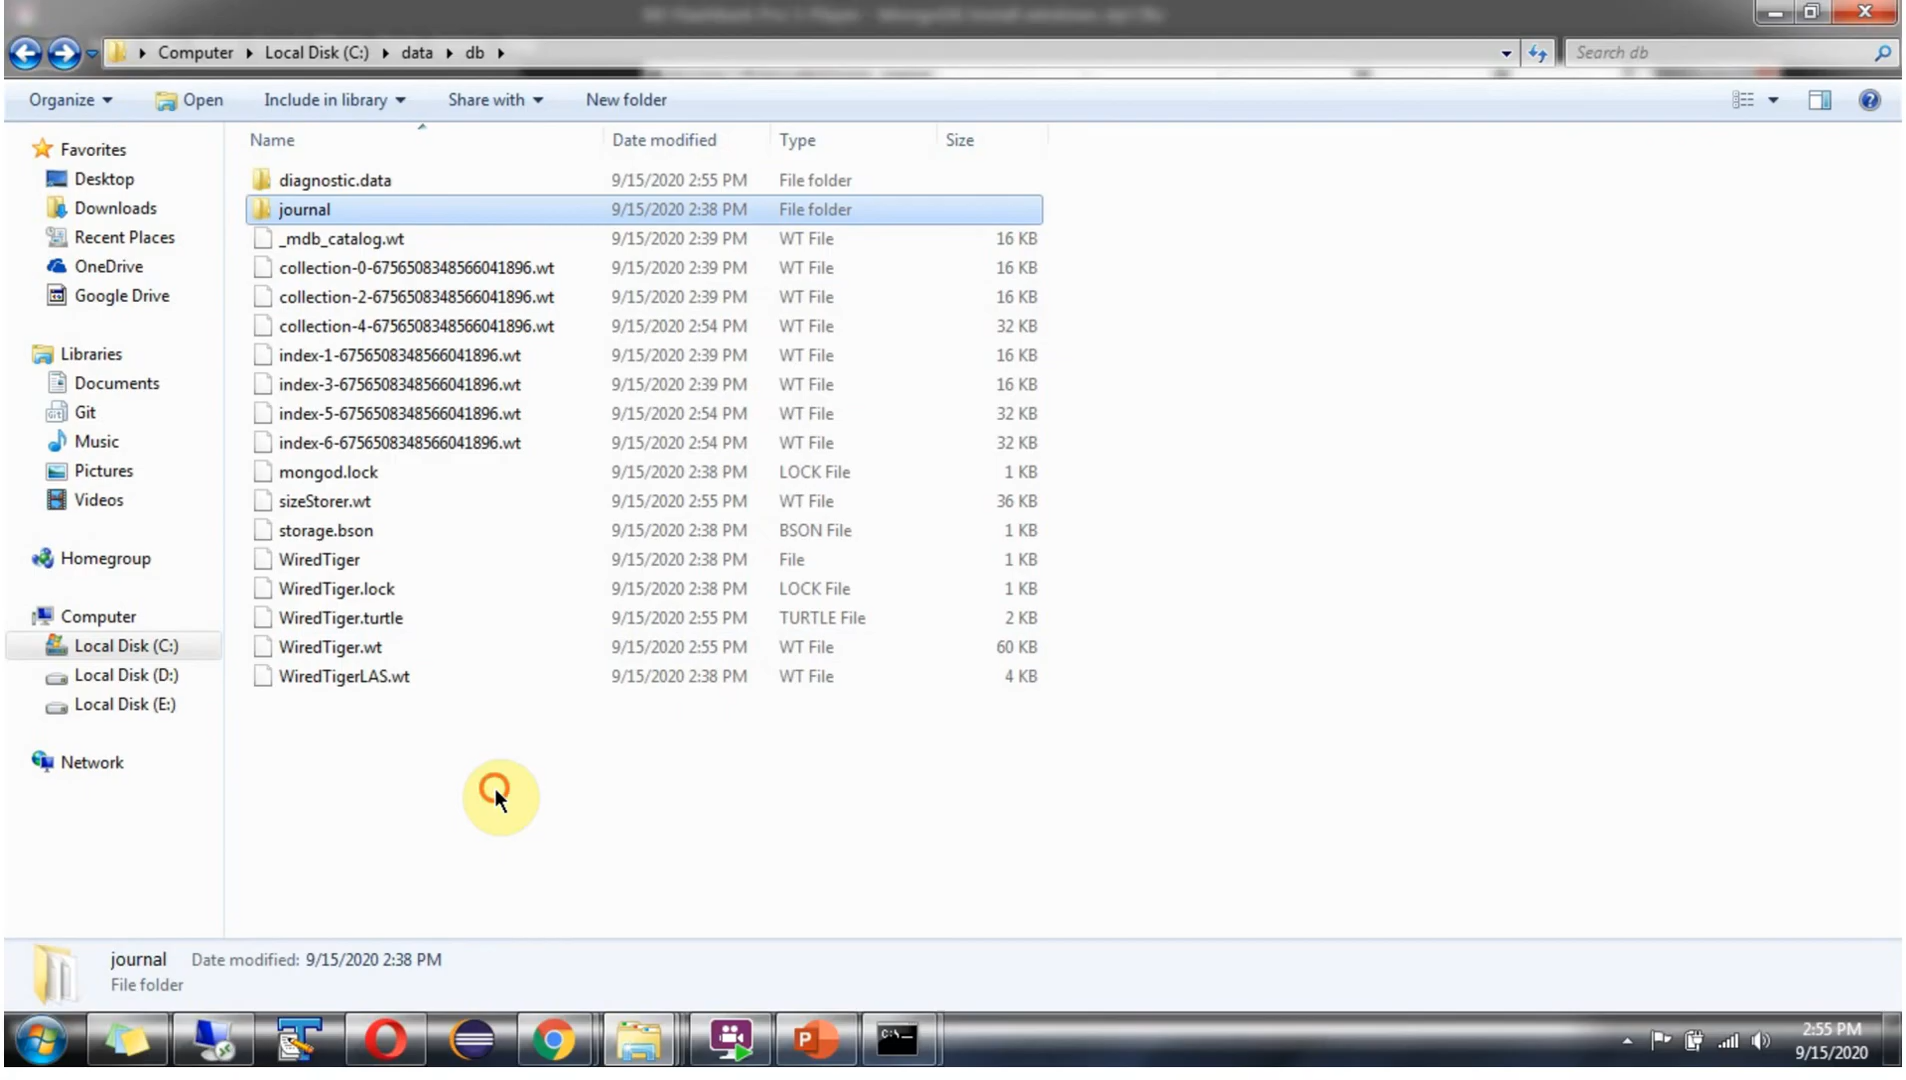 Computer Local Disk (C:) data db
Search db
Organize Open Include in library Share with New folder
Name Date modified Type Size
Favorites
Desktop
Downloads
Recent Places
OneDrive
Google Drive
Libraries
Documents
Git
Music
Pictures
Videos
Homegroup
Computer
Local Disk (C:)
Local Disk (D:)
Local Disk (E:)
Network
diagnostic.data 9/15/2020 2:55 PM File folder
journal 9/15/2020 2:38 PM File folder
_mdb_catalog.wt 9/15/2020 2:39 PM WT File 16 KB
collection-0-6756508348566041896.wt 9/15/2020 2:39 PM WT File 16 KB
collection-2-6756508348566041896.wt 9/15/2020 2:39 PM WT File 16 KB
collection-4-6756508348566041896.wt 9/15/2020 2:54 PM WT File 32 KB
index-1-6756508348566041896.wt 9/15/2020 2:39 PM WT File 16 KB
index-3-6756508348566041896.wt 9/15/2020 2:39 PM WT File 16 KB
index-5-6756508348566041896.wt 9/15/2020 2:54 PM WT File 32 KB
index-6-6756508348566041896.wt 9/15/2020 2:54 PM WT File 32 KB
mongod.lock 9/15/2020 2:38 PM LOCK File 1 KB
sizeStorer.wt 9/15/2020 2:55 PM WT File 36 KB
storage.bson 9/15/2020 2:38 PM BSON File 1 KB
WiredTiger 9/15/2020 2:38 PM File 1 KB
WiredTiger.lock 9/15/2020 2:38 PM LOCK File 1 KB
WiredTiger.turtle 9/15/2020 2:55 PM TURTLE File 2 KB
WiredTiger.wt 9/15/2020 2:55 PM WT File 60 KB
WiredTigerLAS.wt 9/15/2020 2:38 PM WT File 4 KB
journal Date modified: 9/15/2020 2:38 PM
File folder
2:55 PM
9/15/2020